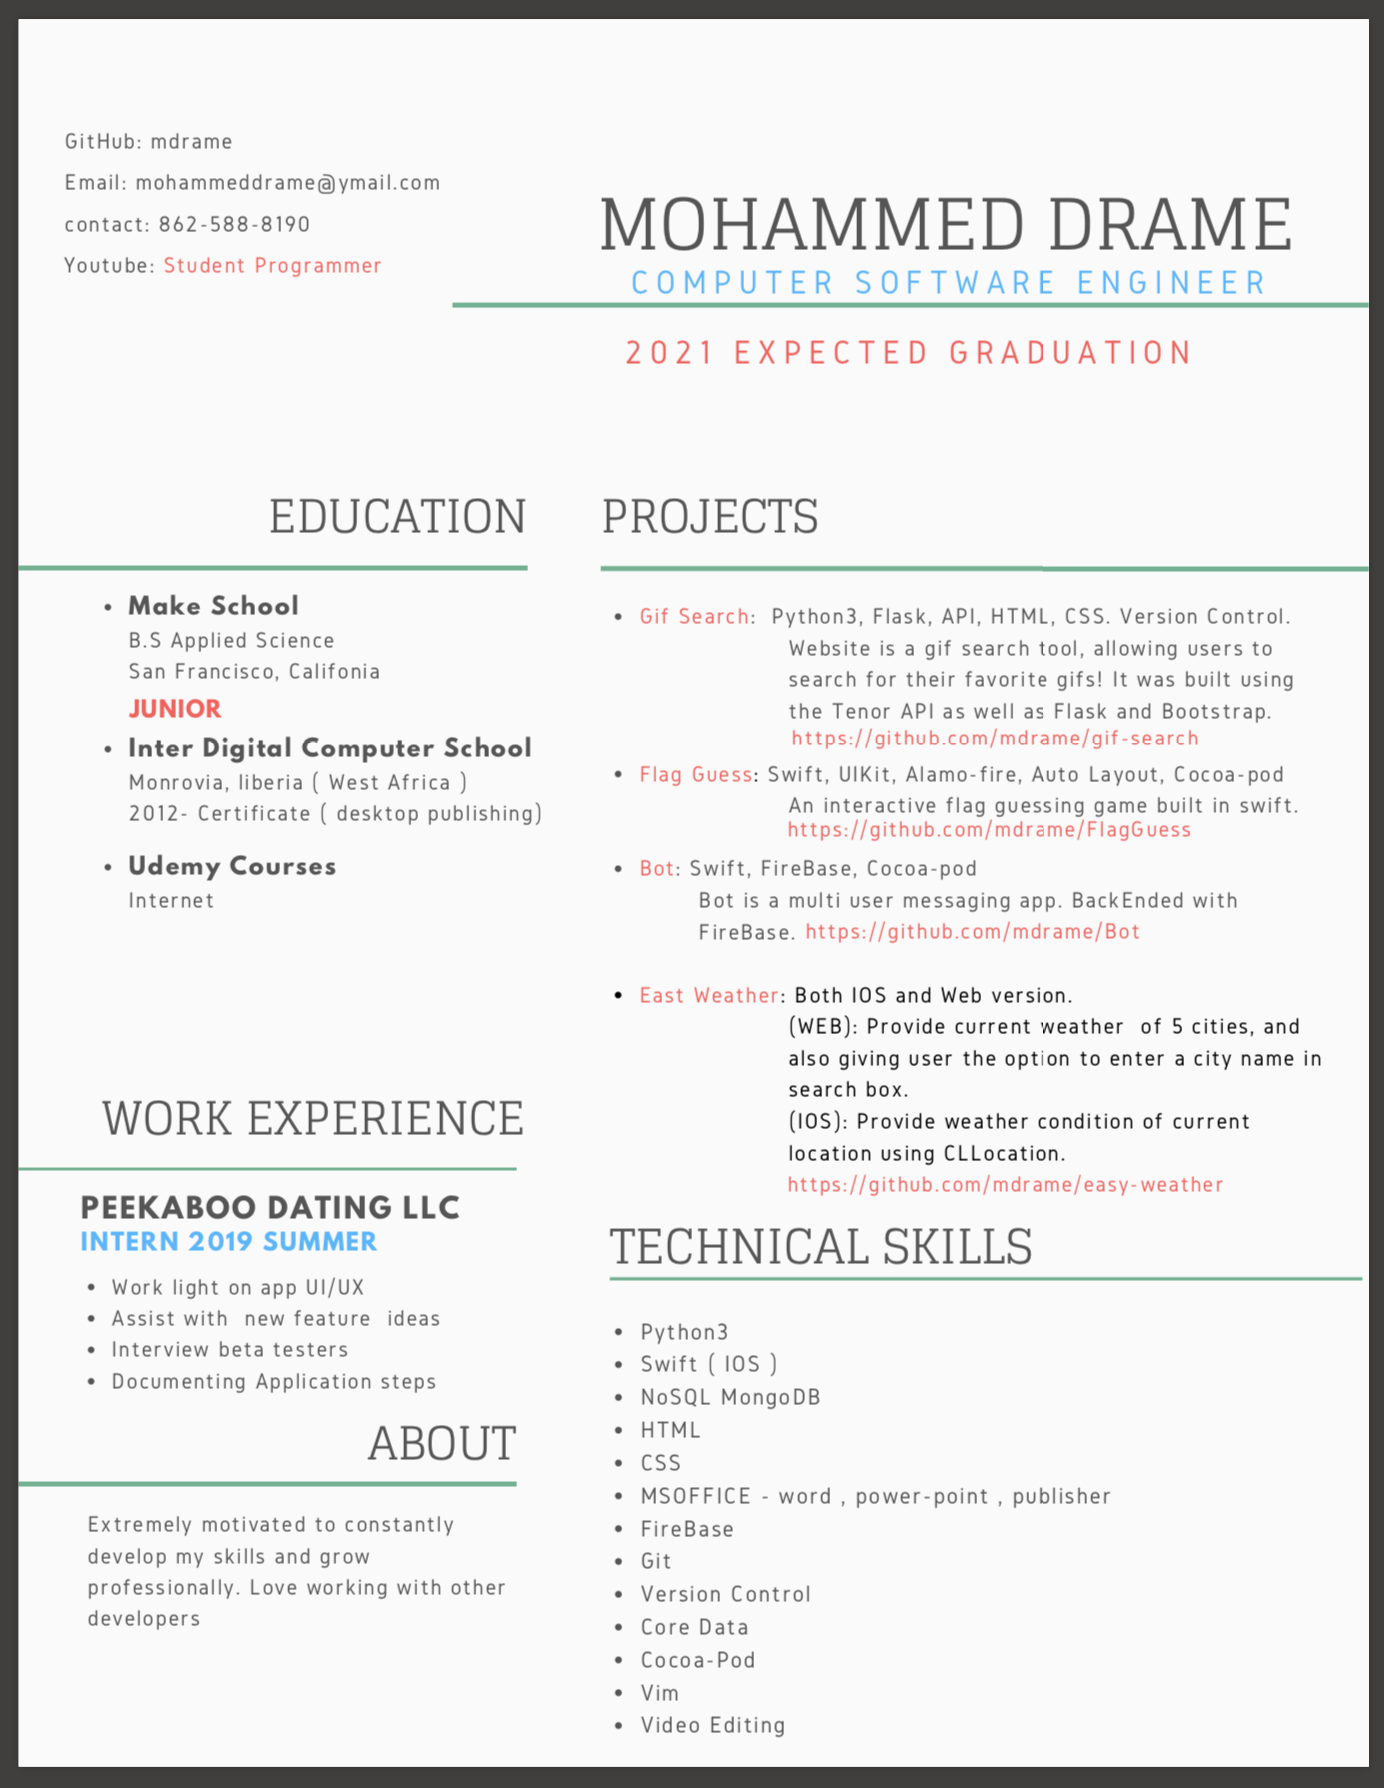 GitHub: mdrame
Email: mohammeddrame@ymail.com
contact: 862-588-8190
Youtube: Student Programmer
MOHAMMED DRAME
COMPUTER SOFTWARE ENGINEER
2021 EXPECTED GRADUATION
EDUCATION
• Make School
B.S Applied Science
San Francisco, Califonia
JUNIOR
• Inter Digital Computer School
Monrovia, liberia ( West Africa )
2012- Certificate ( desktop publishing)
• Udemy Courses
Internet
WORK EXPERIENCE
PEEKABOO DATING LLC
INTERN 2019 SUMMER
• Work light on app UI/UX
• Assist with new feature ideas
• Interview beta testers
• Documenting Application steps
ABOUT
Extremely motivated to constantly
develop my skills and grow
professionally. Love working with other
developers
PROJECTS
• Gif Search: Python3, Flask, API, HTML, CSS. Version Control.
Website is a gif search tool, allowing users to
search for their favorite gifs! It was built using
the Tenor API as well as Flask and Bootstrap.
https://github.com/mdrame/gif-search
• Flag Guess: Swift, UIKit, Alamo-fire, Auto Layout, Cocoa-pod
An interactive flag guessing game built in swift.
https://github.com/mdrame/FlagGuess
• Bot: Swift, FireBase, Cocoa-pod
Bot is a multi user messaging app. BackEnded with
FireBase. https://github.com/mdrame/Bot
• East Weather: Both IOS and Web version.
(WEB): Provide current weather of 5 cities, and
also giving user the option to enter a city name in
search box.
(IOS): Provide weather condition of current
location using CLLocation.
https://github.com/mdrame/easy-weather
TECHNICAL SKILLS
• Python3
• Swift ( IOS )
• NoSQL MongoDB
• HTML
• CSS
• MSOFFICE - word , power-point , publisher
• FireBase
• Git
• Version Control
• Core Data
• Cocoa-Pod
• Vim
• Video Editing